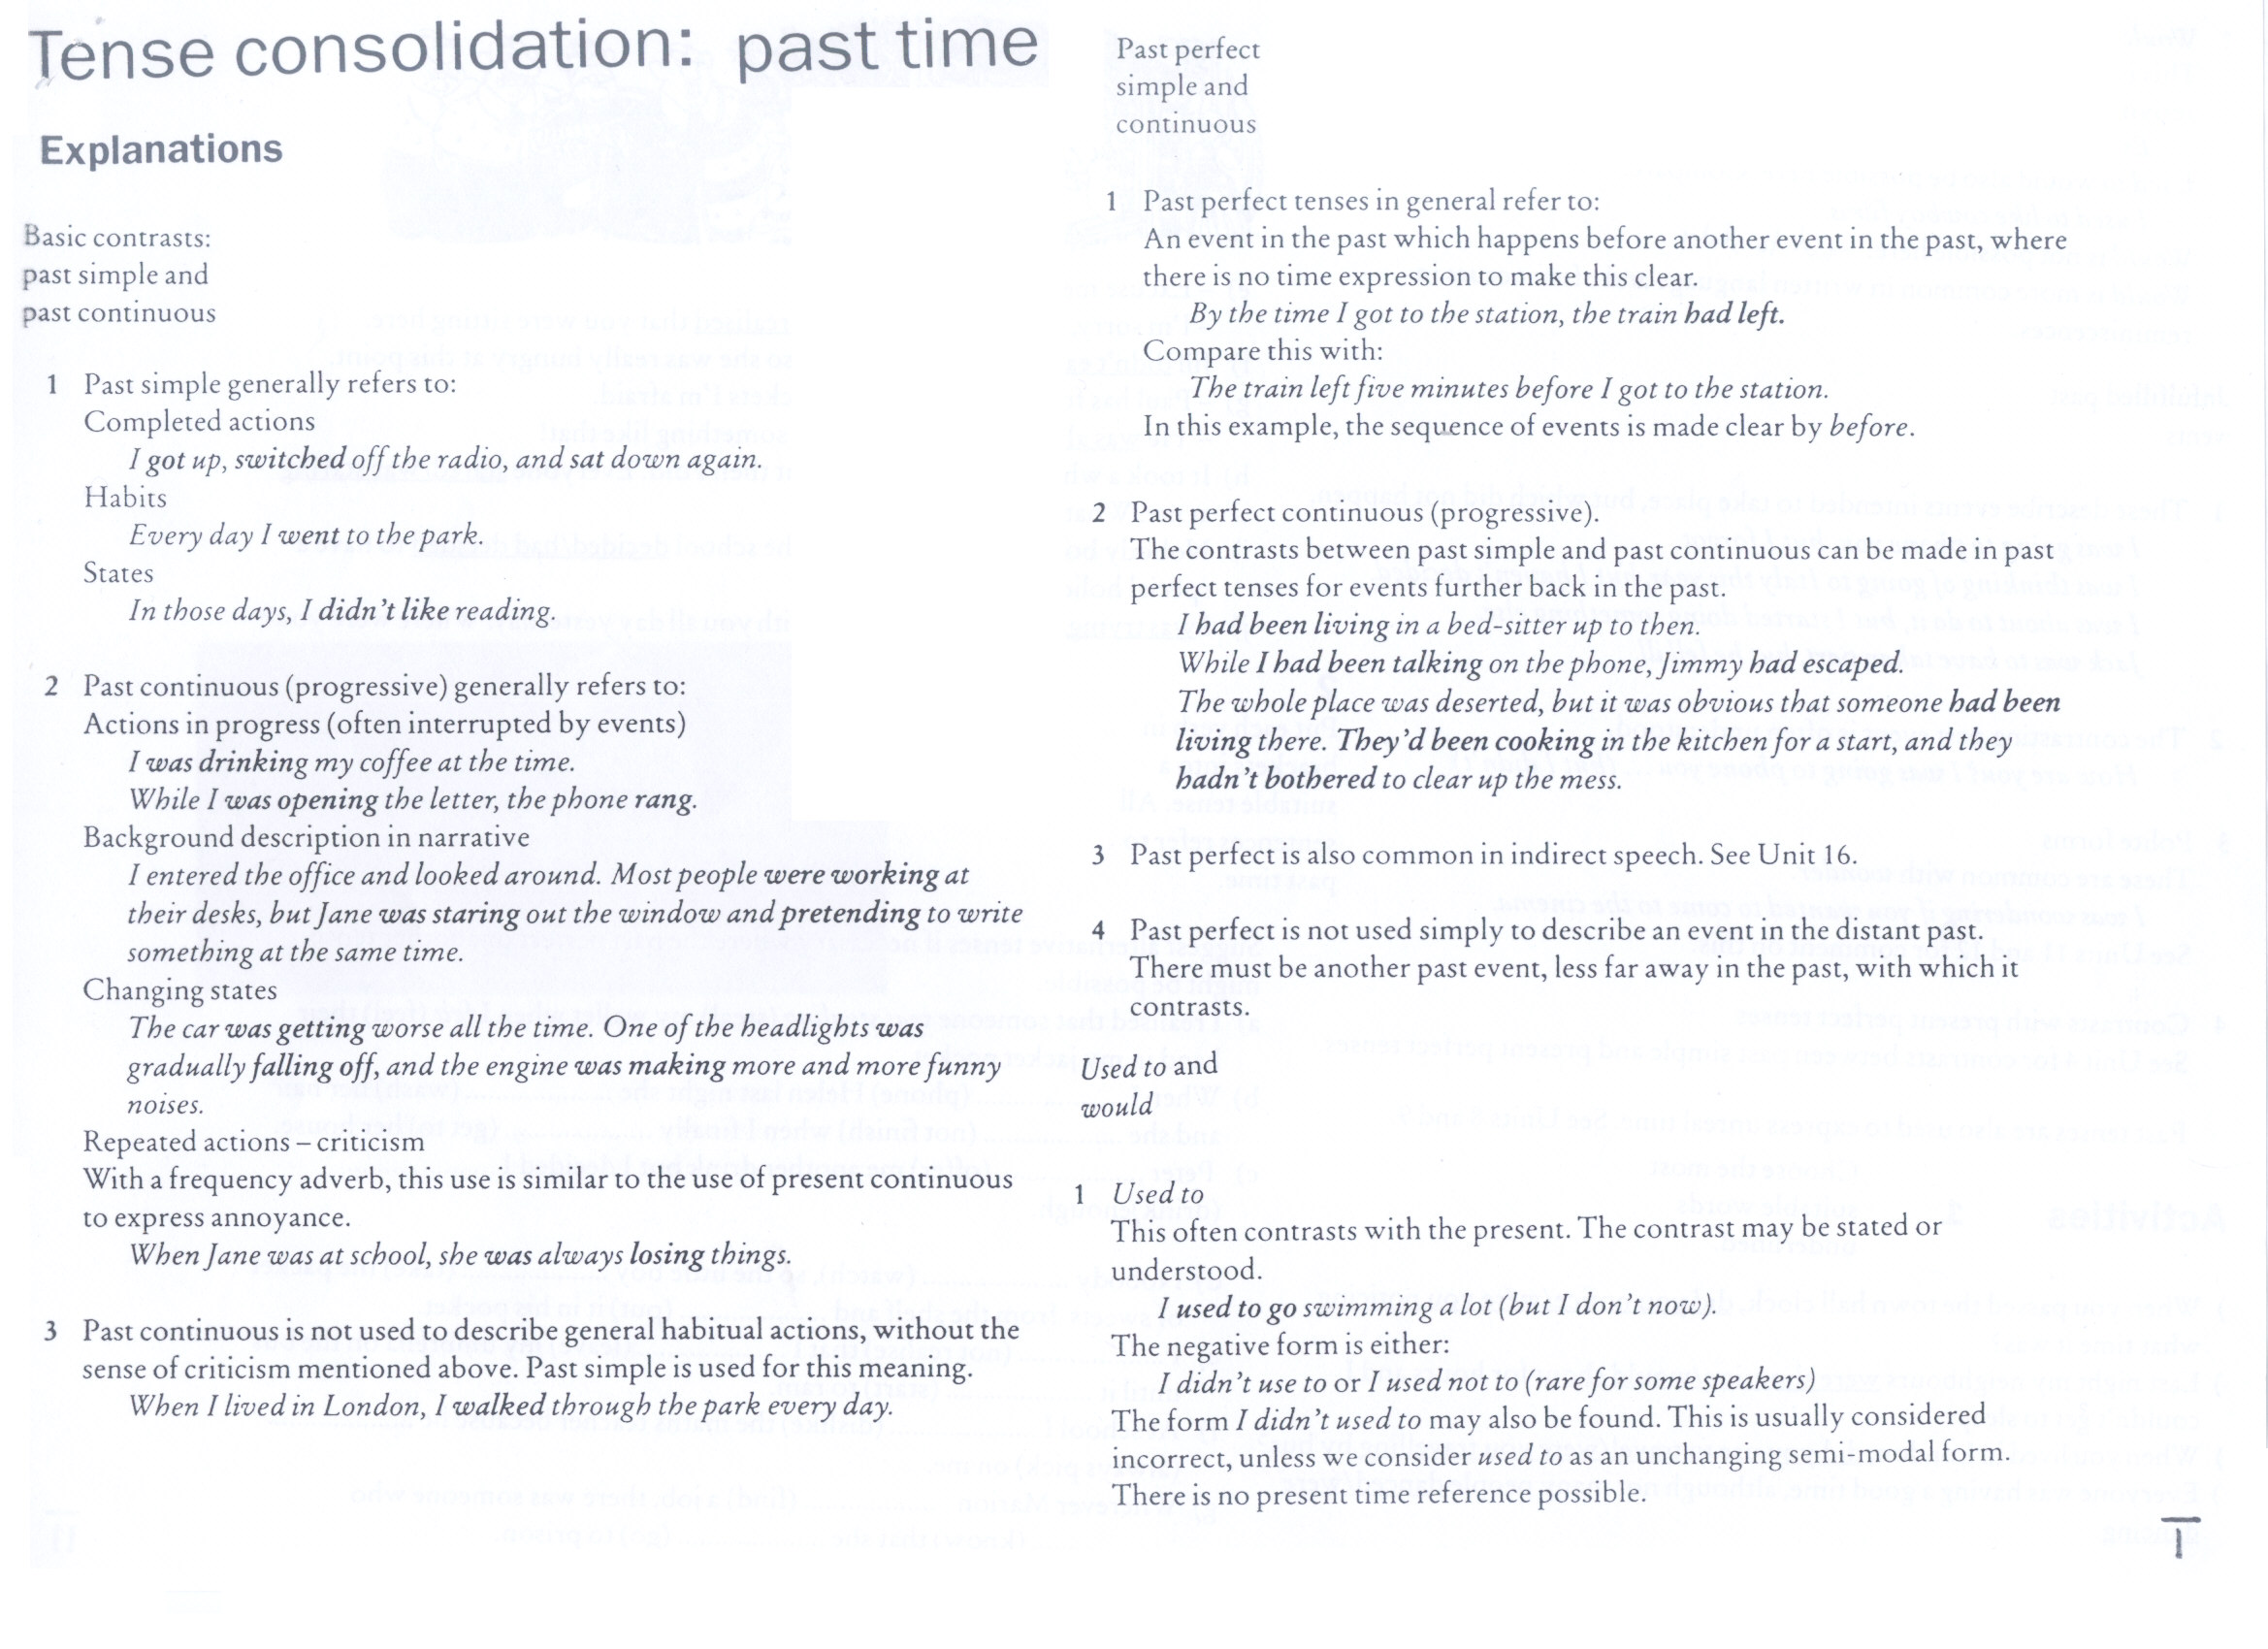 Tense consolidation: past time
Explanations
Basic contrasts:
past simple and
past continuous
1 Past simple generally refers to:
Completed actions
I got up, switched off the radio, and sat down again.
Habits
Every day I went to the park.
States
In those days, I didn't like reading.
2 Past continuous (progressive) generally refers to:
Actions in progress (often interrupted by events)
I was drinking my coffee at the time.
While I was opening the letter, the phone rang.
Background description in narrative
I entered the office and looked around. Most people were working at
their desks, but Jane was staring out the window and pretending to write
something at the same time.
Changing states
The car was getting worse all the time. One of the headlights was
gradually falling off, and the engine was making more and more funny
noises.
Repeated actions – criticism
With a frequency adverb, this use is similar to the use of present continuous
to express annoyance.
When Jane was at school, she was always losing things.
3 Past continuous is not used to describe general habitual actions, without the
sense of criticism mentioned above. Past simple is used for this meaning.
When I lived in London, I walked through the park every day.
Past perfect
simple and
continuous
1 Past perfect tenses in general refer to:
An event in the past which happens before another event in the past, where
there is no time expression to make this clear.
By the time I got to the station, the train had left.
Compare this with:
The train left five minutes before I got to the station.
In this example, the sequence of events is made clear by before.
2 Past perfect continuous (progressive).
The contrasts between past simple and past continuous can be made in past
perfect tenses for events further back in the past.
I had been living in a bed-sitter up to then.
While I had been talking on the phone, Jimmy had escaped.
The whole place was deserted, but it was obvious that someone had been
living there. They'd been cooking in the kitchen for a start, and they
hadn't bothered to clear up the mess.
3 Past perfect is also common in indirect speech. See Unit 16.
4 Past perfect is not used simply to describe an event in the distant past.
There must be another past event, less far away in the past, with which it
contrasts.
Used to and
would
1 Used to
This often contrasts with the present. The contrast may be stated or
understood.
I used to go swimming a lot (but I don't now).
The negative form is either:
I didn't use to or I used not to (rare for some speakers)
The form I didn't used to may also be found. This is usually considered
incorrect, unless we consider used to as an unchanging semi-modal form.
There is no present time reference possible.
1